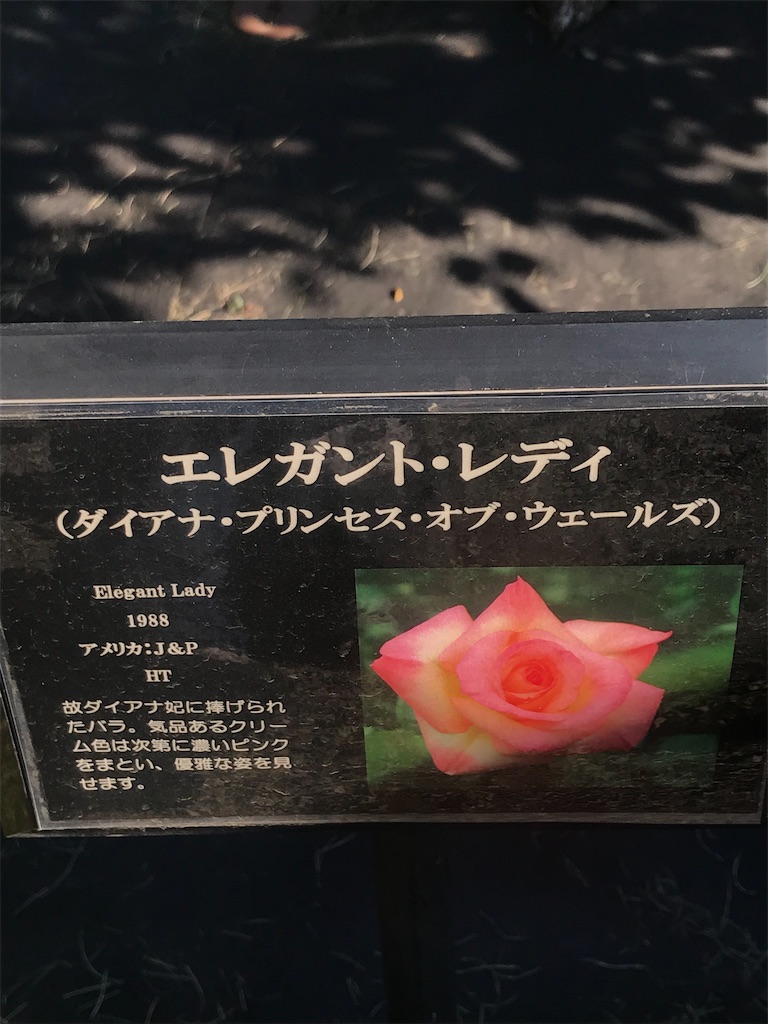 エレガント・レディ
（ダイアナ・プリンセス・オブ・ウェールズ）
Elegant Lady
1988
アメリカ：J&P
HT
故ダイアナ妃に捧げられ
たバラ。気品あるクリー
ム色は次第に濃いピンク
をまとい、優雅な姿を見
せます。